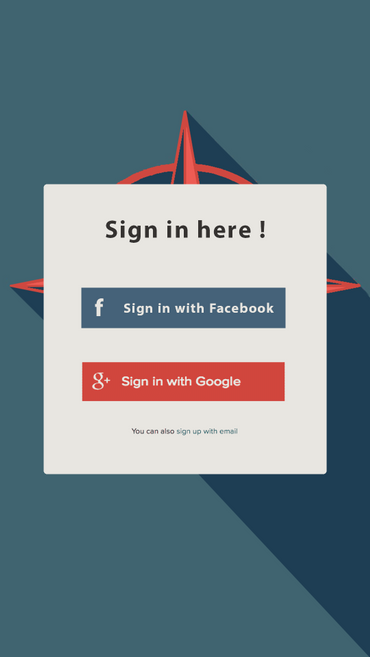 Sign in here !
f Sign in with Facebook
g+ Sign in with Google
You can also sign up with email